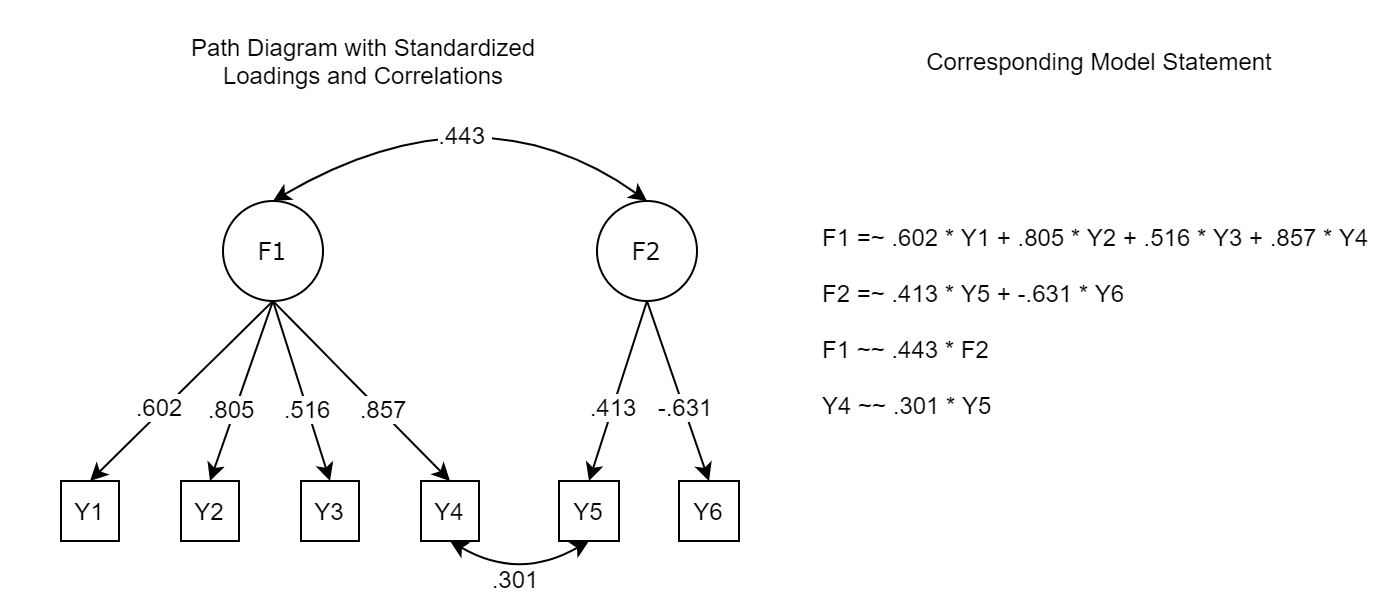 Path Diagram with Standardized
Loadings and Correlations
Corresponding Model Statement
.443
F1
F2
F1 =~ .602 * Y1 + .805 * Y2 + .516 * Y3 + .857 * Y4
F2 =~ .413 * Y5 + -.631 * Y6
F1 ~~ .443 * F2
Y4 ~~ .301 * Y5
.602
.805
.516
.857
.413
-.631
Y1
Y2
Y3
Y4
Y5
Y6
.301